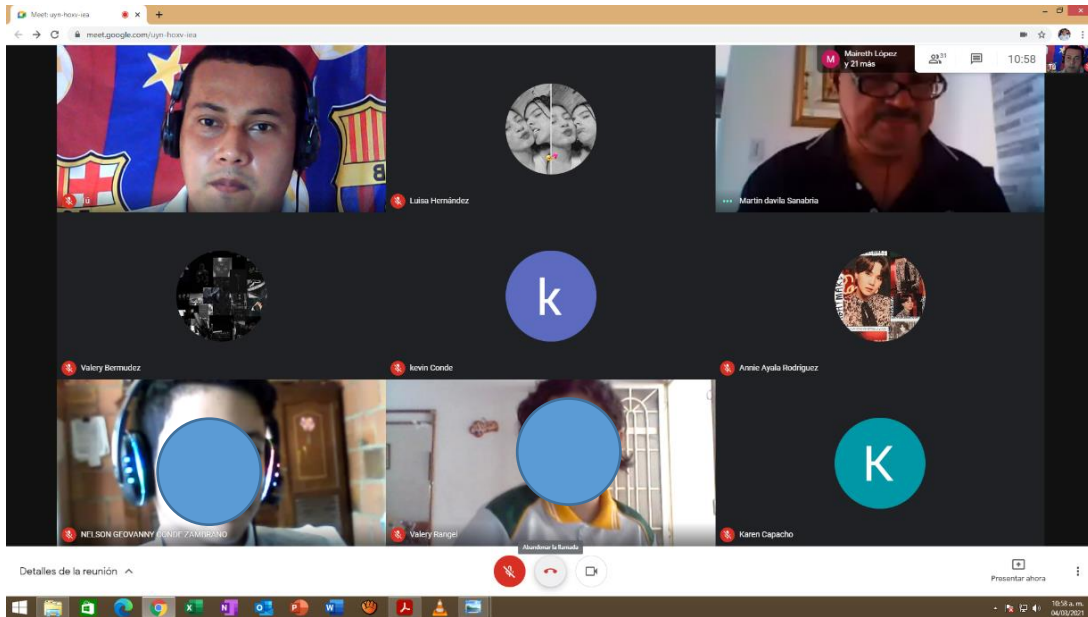 Meet: uyn-hoxv-iea
meet.google.com/uyn-hoxv-iea
M
Maireth López
y 21 más
31
10:58
Tú
Tú
Luisa Hernández
Martin davila Sanabria
Valery Bermudez
k
kevin Conde
Annie Ayala Rodriguez
NELSON GEOVANNY CONDE ZAMBRANO
Valery Rangel
K
Karen Capacho
Abandonar la llamada
Detalles de la reunión
Presentar ahora
10:58 a. m.
04/03/2021